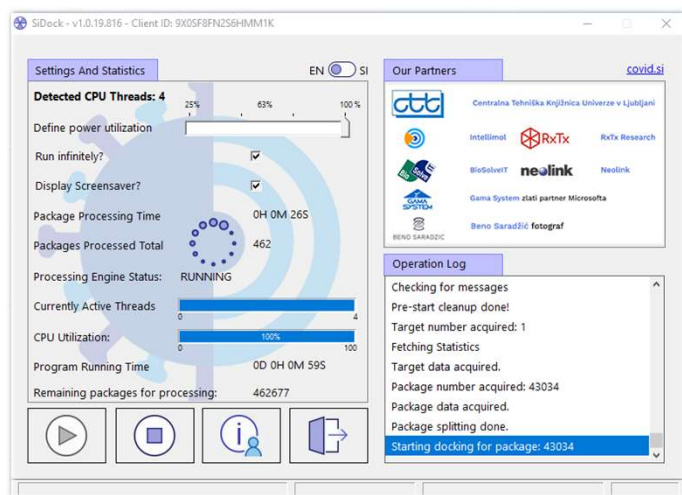 SiDock - v1.0.19.816 - Client ID: 9X0SF8FN2S6HMM1K
Settings And Statistics
EN SI
Detected CPU Threads: 4
25% 63% 100 %
Define power utilization
Run infinitely?
Display Screensaver?
Package Processing Time 0H 0M 26S
Packages Processed Total 462
Processing Engine Status: RUNNING
Currently Active Threads
0 4
CPU Utilization: 100%
0 100
Program Running Time 0D 0H 0M 59S
Remaining packages for processing: 462677
Our Partners
covid.si
ctk Centralna Tehniška Knjižnica Univerze v Ljubljani
Intellimol RxTx RxTx Research
Bio Solve IT BioSolveIT neolink Neolink
GAMA SYSTEM Gama System zlati partner Microsofta
BENO SARADZIC Beno Saradžić fotograf
Operation Log
Checking for messages
Pre-start cleanup done!
Target number acquired: 1
Fetching Statistics
Target data acquired.
Package number acquired: 43034
Package data acquired.
Package splitting done.
Starting docking for package: 43034